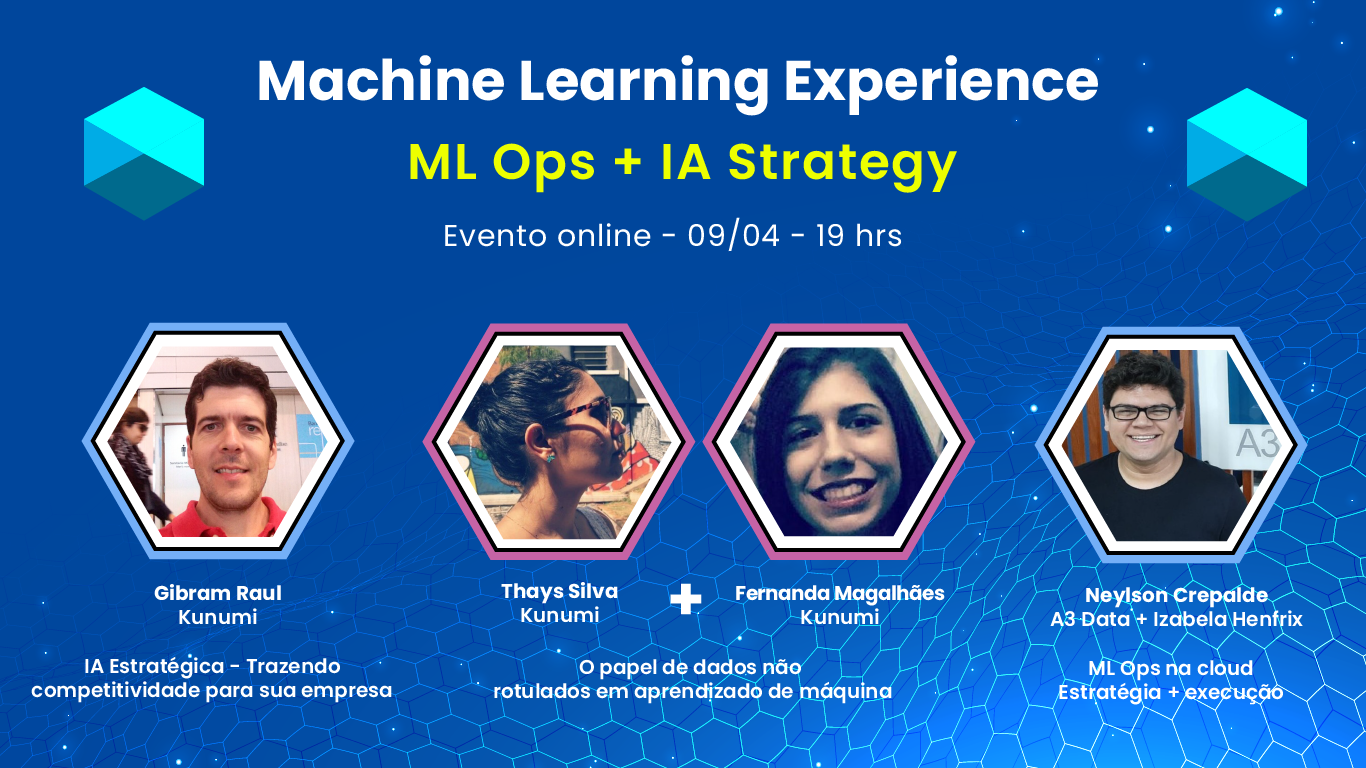 Machine Learning Experience
ML Ops + IA Strategy
Evento online - 09/04 - 19 hrs
A3
Gibram Raul
Kunumi
Thays Silva
Kunumi
+
Fernanda Magalhães
Kunumi
Neylson Crepalde
A3 Data + Izabela Henfrix
IA Estratégica - Trazendo
competitividade para sua empresa
O papel de dados não
rotulados em aprendizado de máquina
ML Ops na cloud
Estratégia + execução